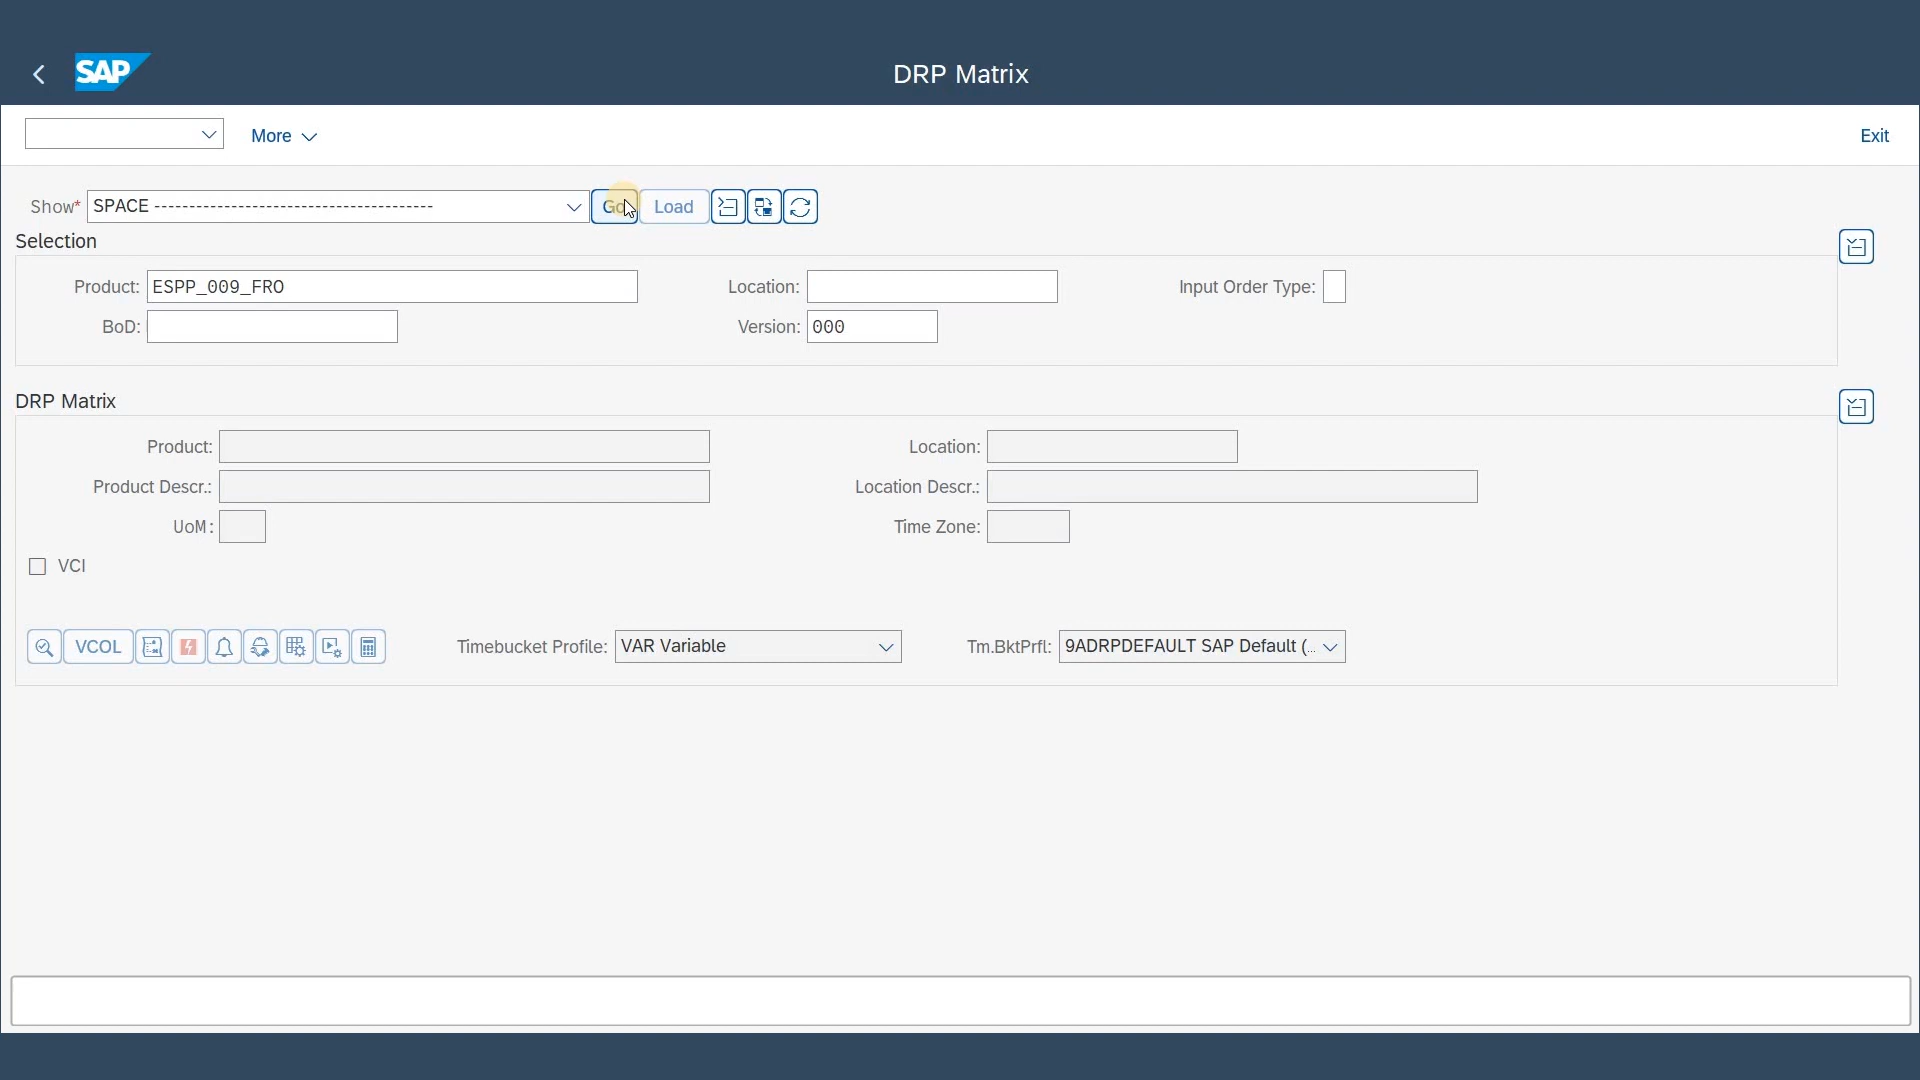 SAP
DRP Matrix
More
Exit
Show* SPACE --------------------------------------- Go Load
Selection
Product: ESPP_009_FRO Location: Input Order Type:
BoD: Version: 000
DRP Matrix
Product: Location:
Product Descr.: Location Descr.:
UoM: Time Zone:
VCI
VCOL Timebucket Profile: VAR Variable Tm.BktPrfl: 9ADRPDEFAULT SAP Default (...